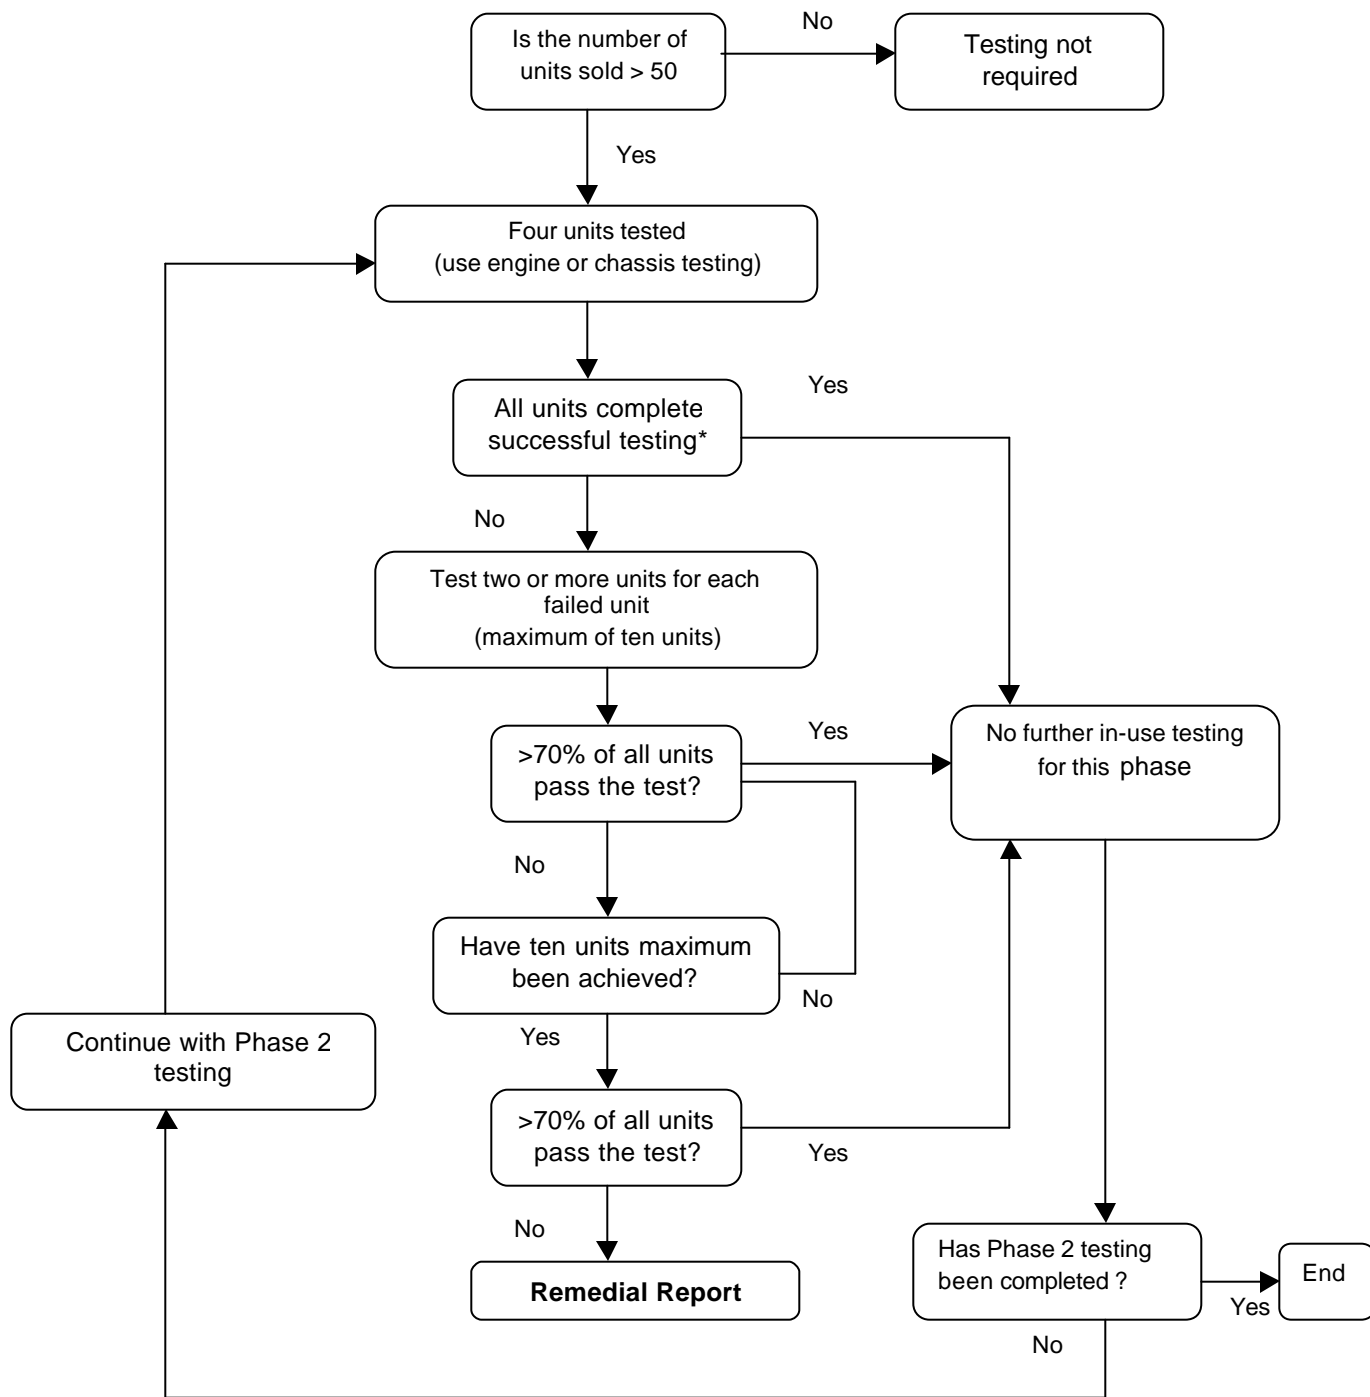 Is the number of
units sold > 50
No
Testing not
required
Yes
Four units tested
(use engine or chassis testing)
All units complete
successful testing*
Yes
No
Test two or more units for each
failed unit
(maximum of ten units)
>70% of all units
pass the test?
Yes
No further in-use testing
for this phase
No
Have ten units maximum
been achieved?
No
Yes
Continue with Phase 2
testing
>70% of all units
pass the test?
Yes
No
Remedial Report
Has Phase 2 testing
been completed ?
Yes
End
No